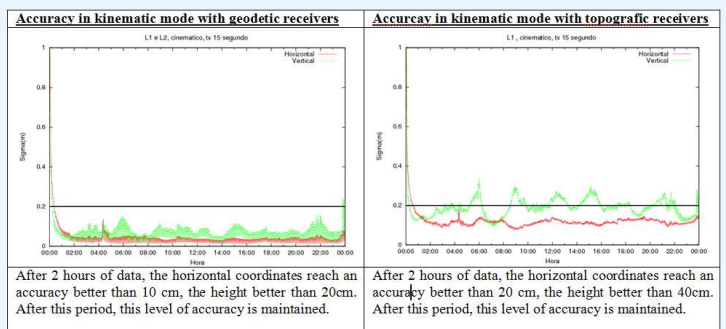 Accuracy in kinematic mode with geodetic receivers
L1 e L2, cinematico, tx 15 segundo
Horizontal
Vertical
1
0.8
0.6
0.4
0.2
0
Sigma(m)
00:00 02:00 04:00 06:00 08:00 10:00 12:00 14:00 16:00 18:00 20:00 22:00 00:00
Hora
After 2 hours of data, the horizontal coordinates reach an
accuracy better than 10 cm, the height better than 20cm.
After this period, this level of accuracy is maintained.
Accurcay in kinematic mode with topografic receivers
L1 , cinematico, tx 15 segundo
Horizontal
Vertical
1
0.8
0.6
0.4
0.2
0
Sigma(m)
00:00 02:00 04:00 06:00 08:00 10:00 12:00 14:00 16:00 18:00 20:00 22:00 00:00
Hora
After 2 hours of data, the horizontal coordinates reach an
accuracy better than 20 cm, the height better than 40cm.
After this period, this level of accuracy is maintained.